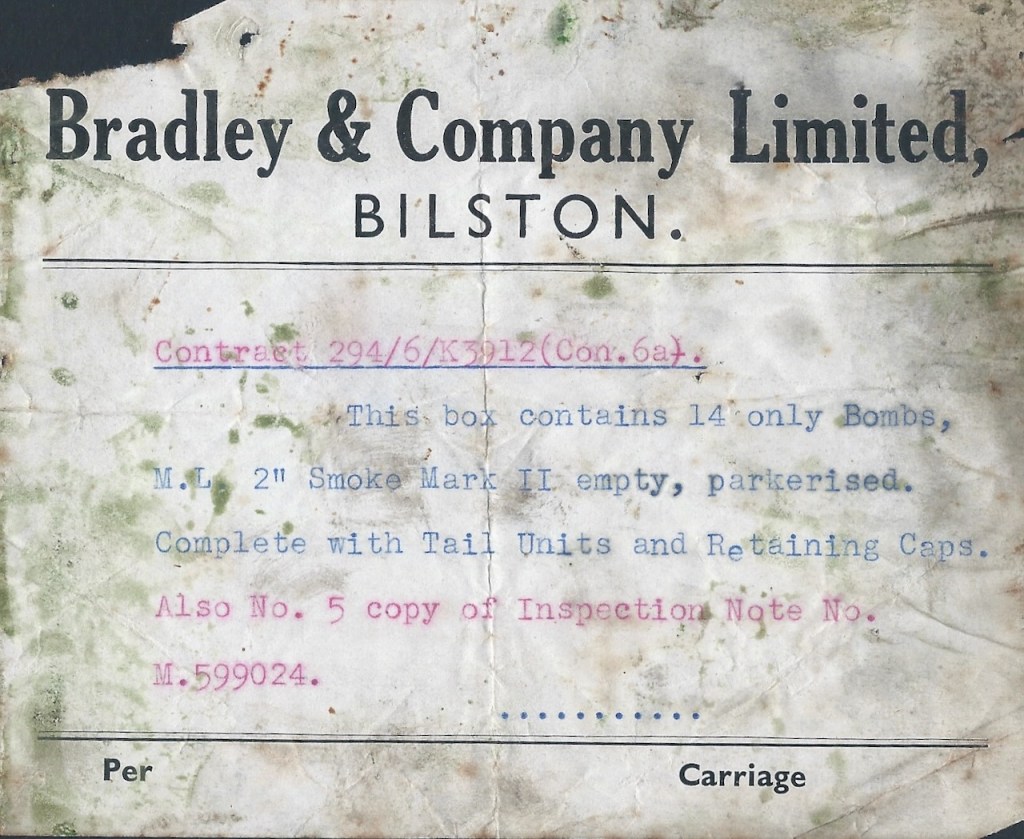 Bradley & Company Limited,
BILSTON.
Contract 294/6/K3912(Con.6a).
This box contains 14 only Bombs,
M.L. 2" Smoke Mark II empty, parkerised.
Complete with Tail Units and Retaining Caps.
Also No. 5 copy of Inspection Note No.
M.599024.
...........
Per Carriage